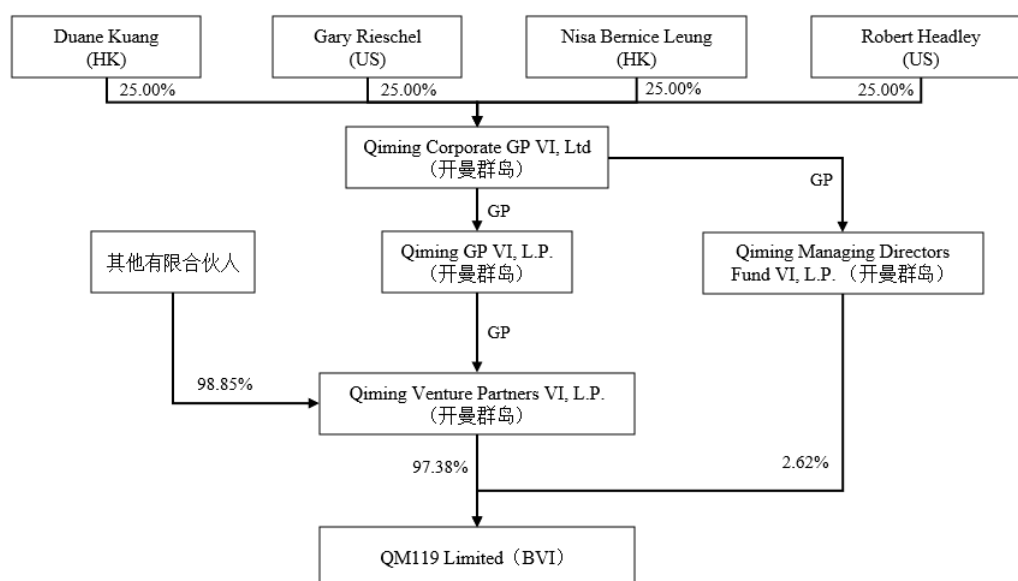 Duane Kuang
(HK)
Gary Rieschel
(US)
Nisa Bernice Leung
(HK)
Robert Headley
(US)
25.00%
25.00%
25.00%
25.00%
Qiming Corporate GP VI, Ltd
（开曼群岛）
GP
GP
其他有限合伙人
Qiming GP VI, L.P.
（开曼群岛）
Qiming Managing Directors
Fund VI, L.P. （开曼群岛）
GP
98.85%
Qiming Venture Partners VI, L.P.
（开曼群岛）
97.38%
2.62%
QM119 Limited（BVI）